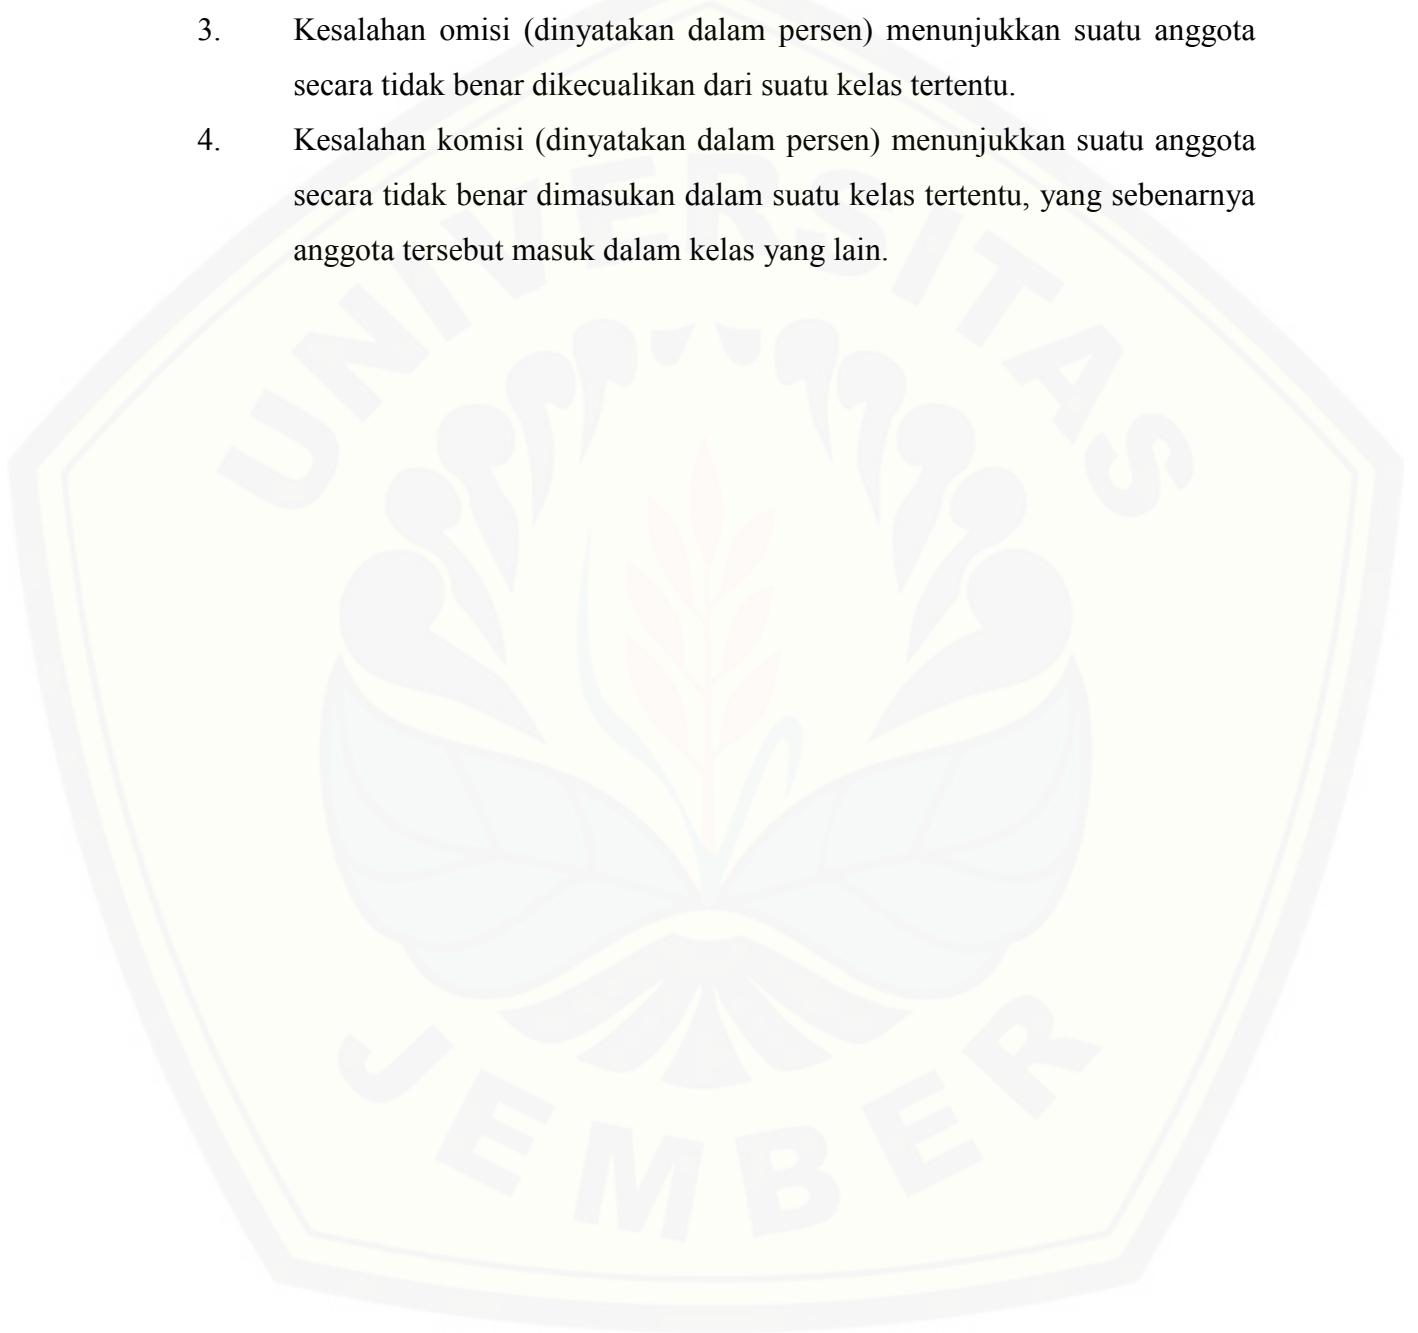 3. Kesalahan omisi (dinyatakan dalam persen) menunjukkan suatu anggota
secara tidak benar dikecualikan dari suatu kelas tertentu.
4. Kesalahan komisi (dinyatakan dalam persen) menunjukkan suatu anggota
secara tidak benar dimasukan dalam suatu kelas tertentu, yang sebenarnya
anggota tersebut masuk dalam kelas yang lain.
UNIVERSITAS
JEMBER